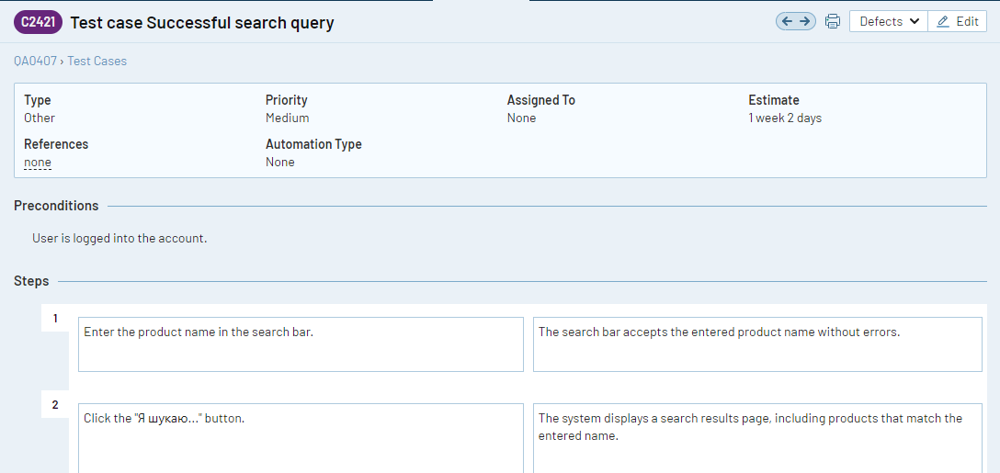 C2421 Test case Successful search query
Defects
Edit
QA0407 › Test Cases
Type
Other
Priority
Medium
Assigned To
None
Estimate
1 week 2 days
References
none
Automation Type
None
Preconditions
User is logged into the account.
Steps
1
Enter the product name in the search bar.
The search bar accepts the entered product name without errors.
2
Click the "Я шукаю..." button.
The system displays a search results page, including products that match the
entered name.